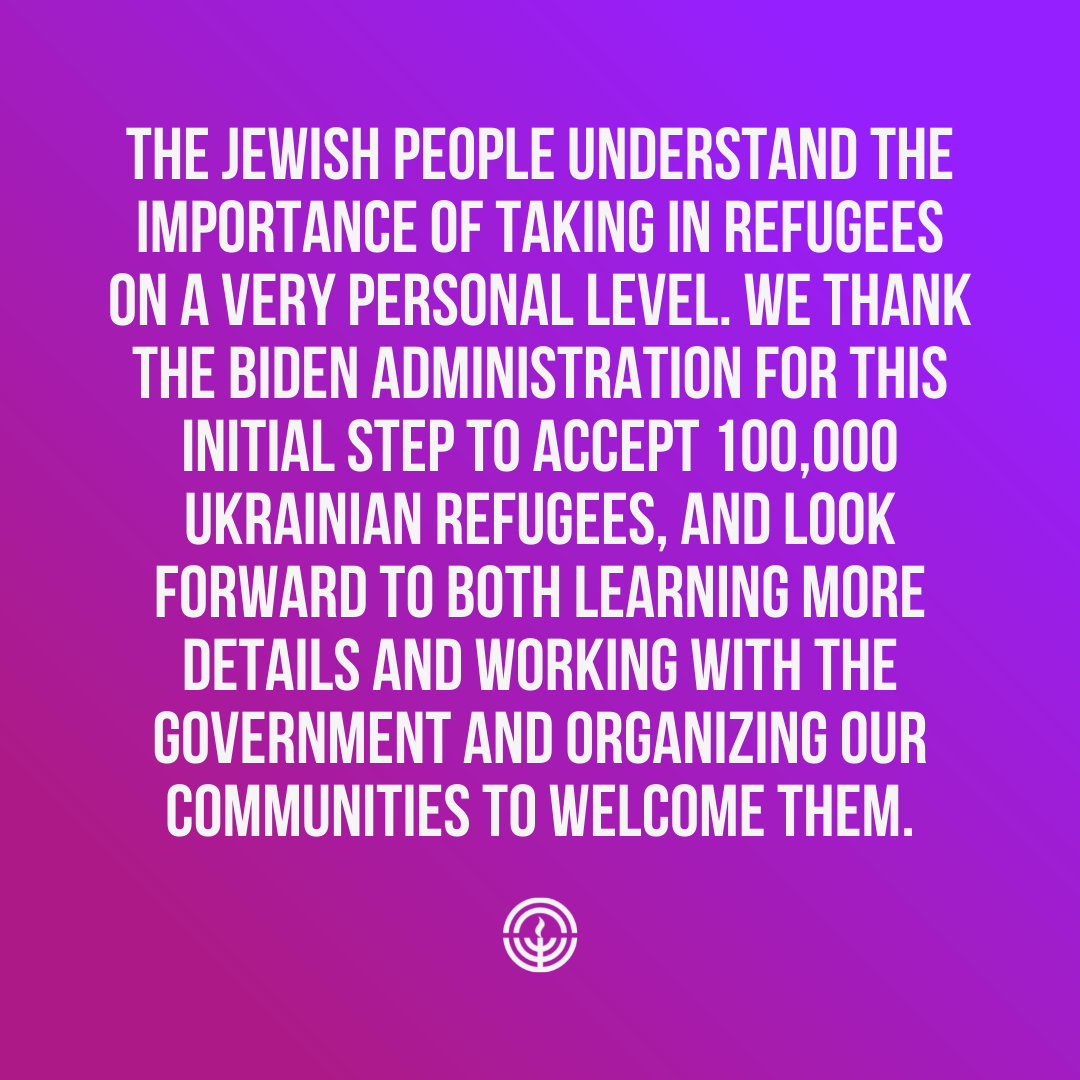 THE JEWISH PEOPLE UNDERSTAND THE
IMPORTANCE OF TAKING IN REFUGEES
ON A VERY PERSONAL LEVEL. WE THANK
THE BIDEN ADMINISTRATION FOR THIS
INITIAL STEP TO ACCEPT 100,000
UKRAINIAN REFUGEES, AND LOOK
FORWARD TO BOTH LEARNING MORE
DETAILS AND WORKING WITH THE
GOVERNMENT AND ORGANIZING OUR
COMMUNITIES TO WELCOME THEM.